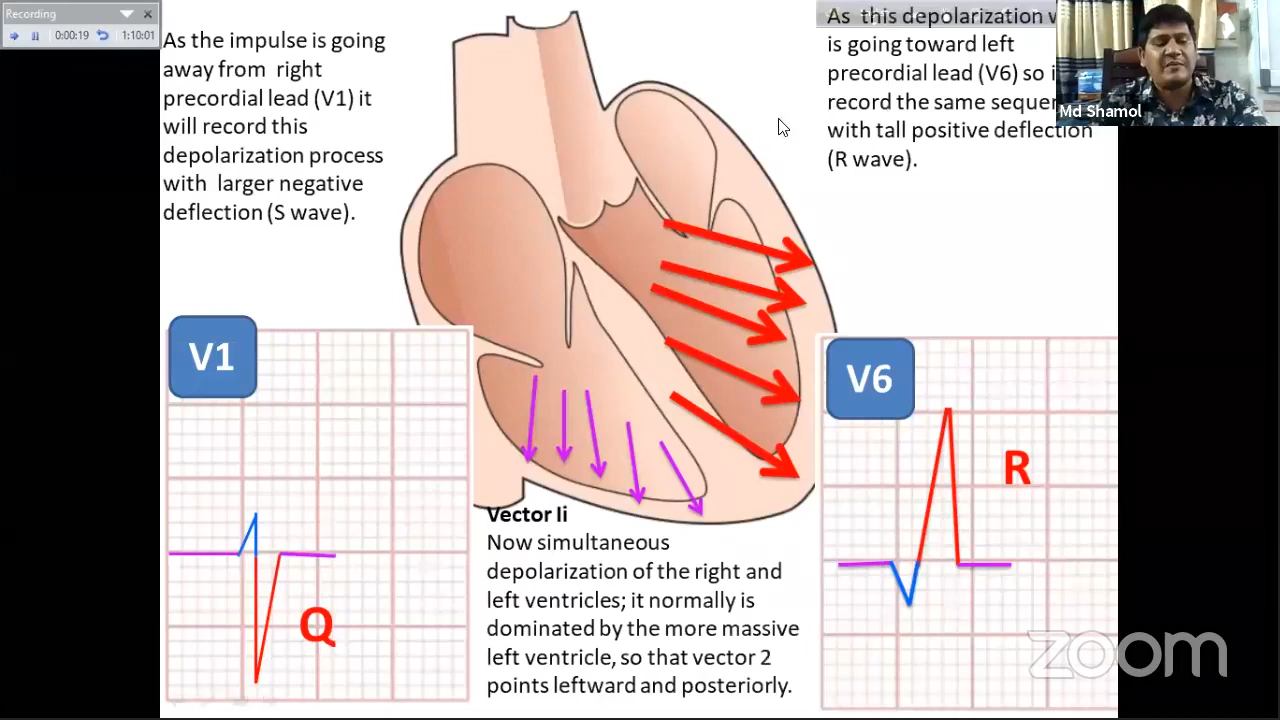 Recording
0:00:19
1:10:01
As the impulse is going
away from right
precordial lead (V1) it
will record this
depolarization process
with larger negative
deflection (S wave).
As this depolarization
is going toward left
precordial lead (V6) so
record the same
with tall positive deflection
(R wave).
Md Shamol
V1
Q
V6
R
Vector Ii
Now simultaneous
depolarization of the right and
left ventricles; it normally is
dominated by the more massive
left ventricle, so that vector 2
points leftward and posteriorly.
zoom